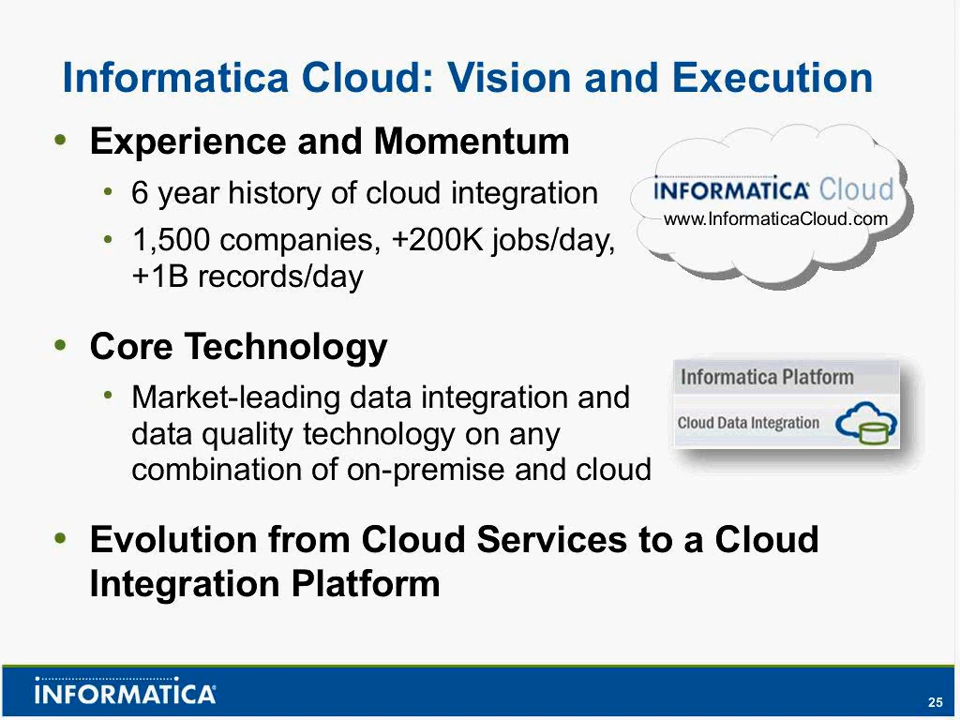 Informatica Cloud: Vision and Execution
• Experience and Momentum
• 6 year history of cloud integration
• 1,500 companies, +200K jobs/day,
+1B records/day
INFORMATICA Cloud
www.InformaticaCloud.com
• Core Technology
• Market-leading data integration and
data quality technology on any
combination of on-premise and cloud
Informatica Platform
Cloud Data Integration
• Evolution from Cloud Services to a Cloud
Integration Platform
INFORMATICA®
25